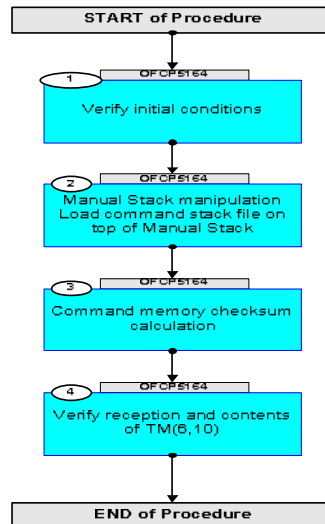 START of Procedure
OFCP5164
1
Verify initial conditions
OFCP5164
2
Manual Stack manipulation
Load command stack file on
top of Manual Stack
OFCP5164
3
Command memory checksum
calculation
OFCP5164
4
Verify reception and contents
of TM(6,10)
END of Procedure